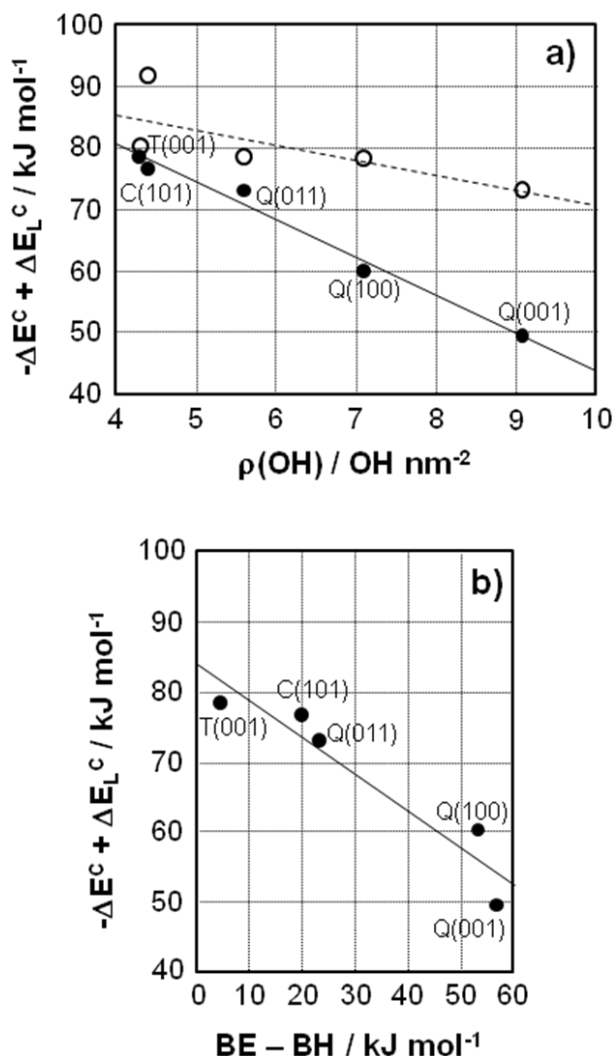 a)
-ΔE^C + ΔE_L^C / kJ mol^-1
100
90
80
70
60
50
40
T(001)
C(101)
Q(011)
Q(100)
Q(001)
4 5 6 7 8 9 10
ρ(OH) / OH nm^-2
b)
-ΔE^C + ΔE_L^C / kJ mol^-1
100
90
80
70
60
50
40
C(101)
T(001)
Q(011)
Q(100)
Q(001)
0 10 20 30 40 50 60
BE – BH / kJ mol^-1